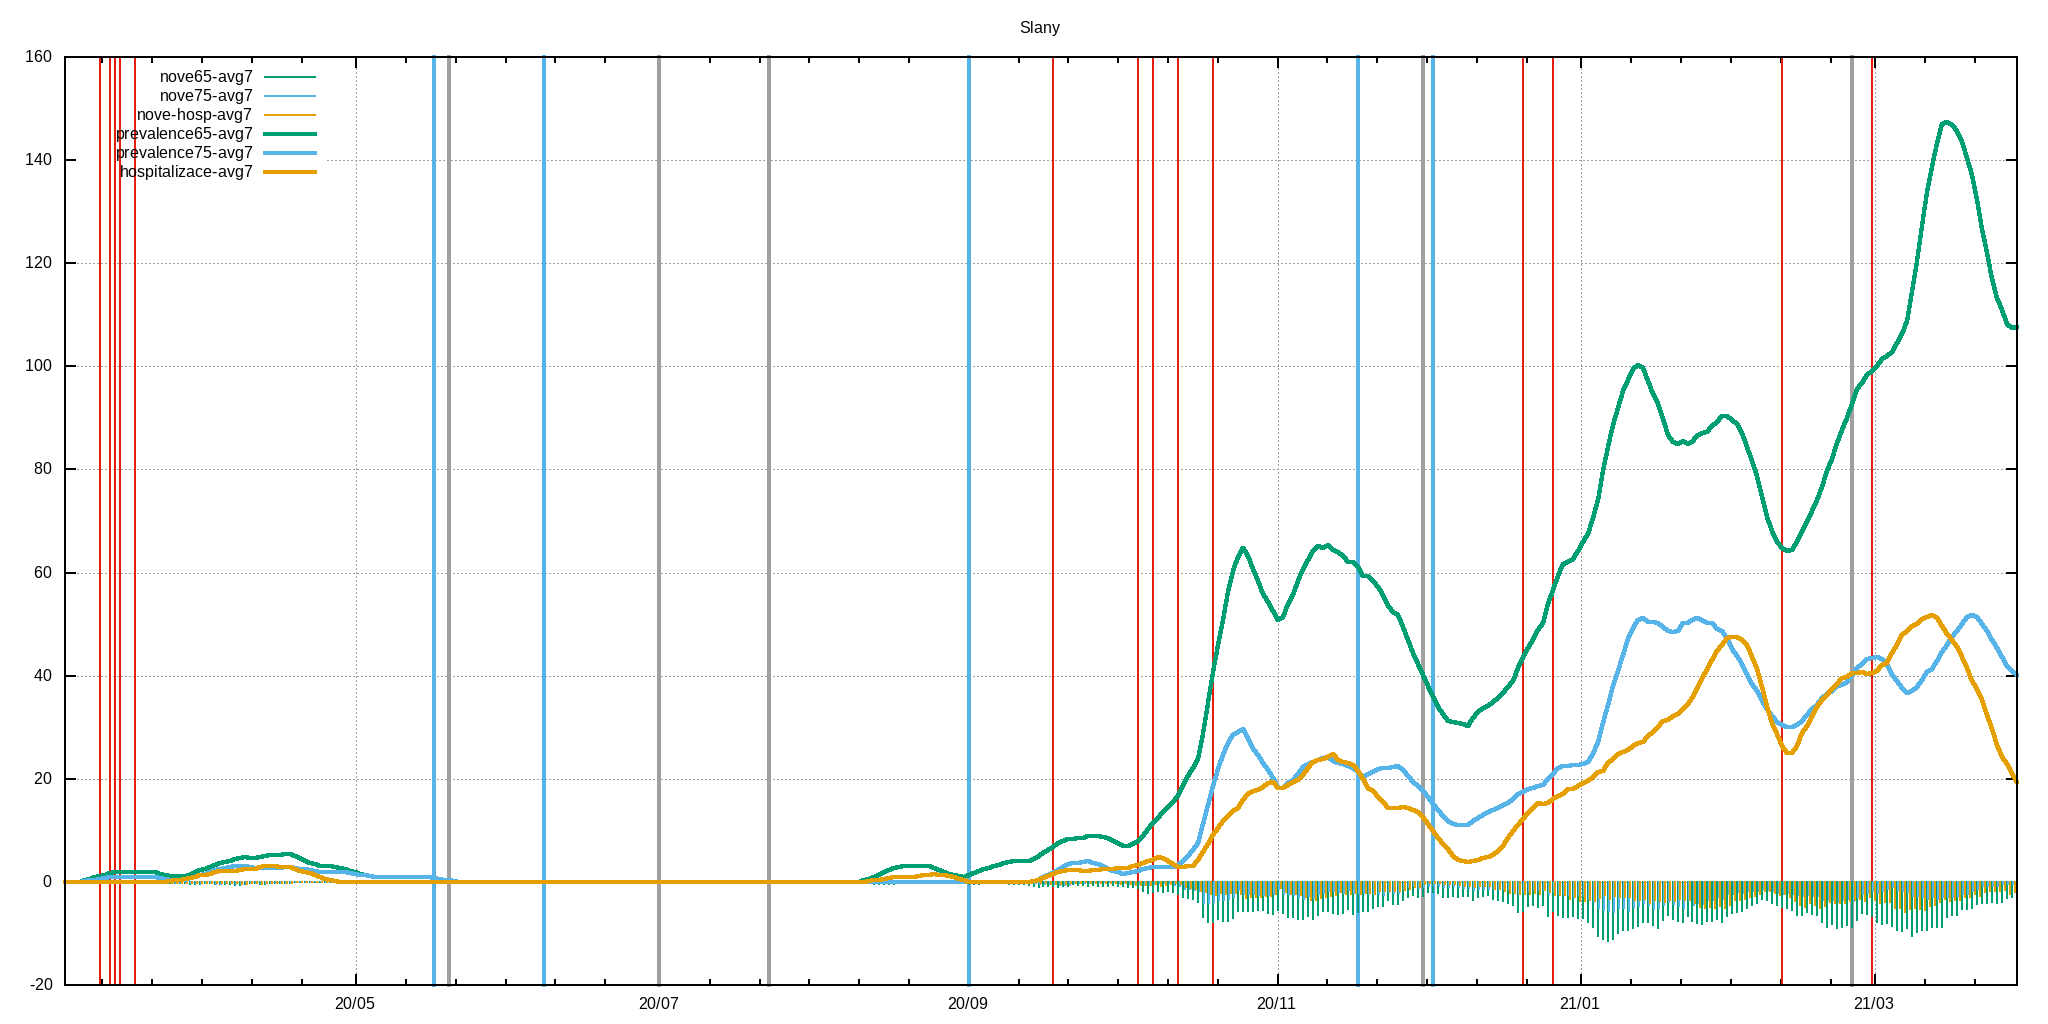 Slany
160
140
120
100
80
60
40
20
0
-20
nove65-avg7
nove75-avg7
nove-hosp-avg7
prevalence65-avg7
prevalence75-avg7
hospitalizace-avg7
20/05
20/07
20/09
20/11
21/01
21/03